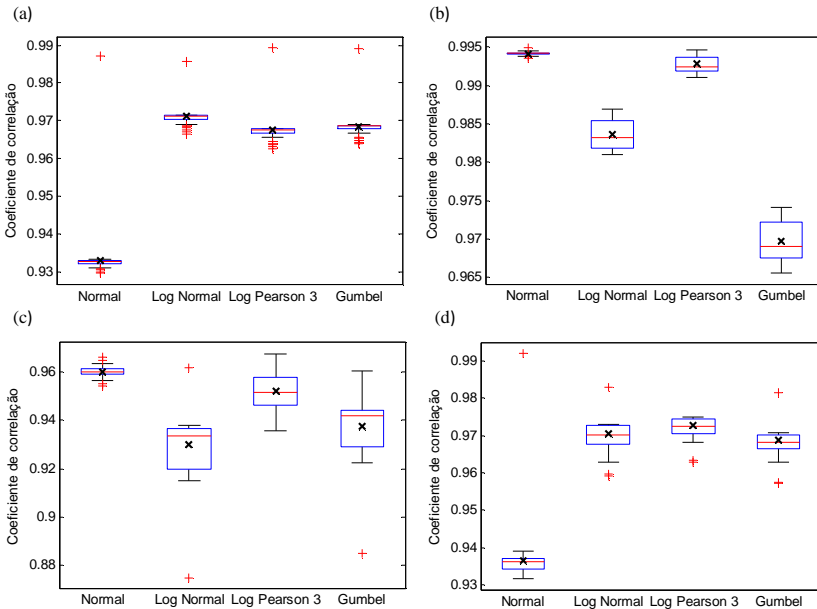 (a)
0.99
0.98
0.97
0.96
0.95
0.94
0.93
Coeficiente de correlação
Normal
Log Normal
Log Pearson 3
Gumbel
(b)
0.995
0.99
0.985
0.98
0.975
0.97
0.965
Coeficiente de correlação
Normal
Log Normal
Log Pearson 3
Gumbel
(c)
0.96
0.94
0.92
0.9
0.88
Coeficiente de correlação
Normal
Log Normal
Log Pearson 3
Gumbel
(d)
0.99
0.98
0.97
0.96
0.95
0.94
0.93
Coeficiente de correlação
Normal
Log Normal
Log Pearson 3
Gumbel